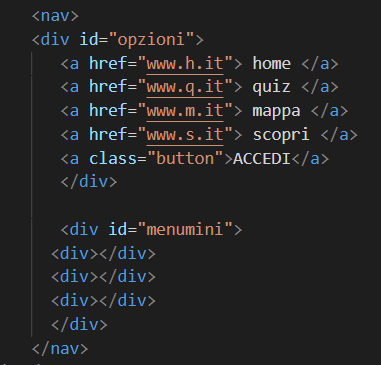 <nav>
<div id="opzioni">
<a href="www.h.it"> home </a>
<a href="www.q.it"> quiz </a>
<a href="www.m.it"> mappa </a>
<a href="www.s.it"> scopri </a>
<a class="button">ACCEDI</a>
</div>
<div id="menumini">
<div></div>
<div></div>
<div></div>
</div>
</nav>